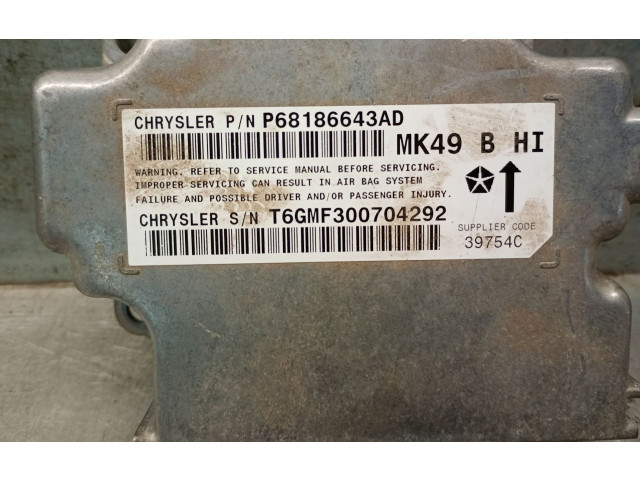 CHRYSLER P/N P68186643AD
MK49 B HI
WARNING. REFER TO SERVICE MANUAL BEFORE SERVICING.
IMPROPER SERVICING CAN RESULT IN AIR BAG SYSTEM
FAILURE AND POSSIBLE DRIVER AND/OR PASSENGER INJURY.
CHRYSLER S/N T6GMF300704292
SUPPLIER CODE
39754C